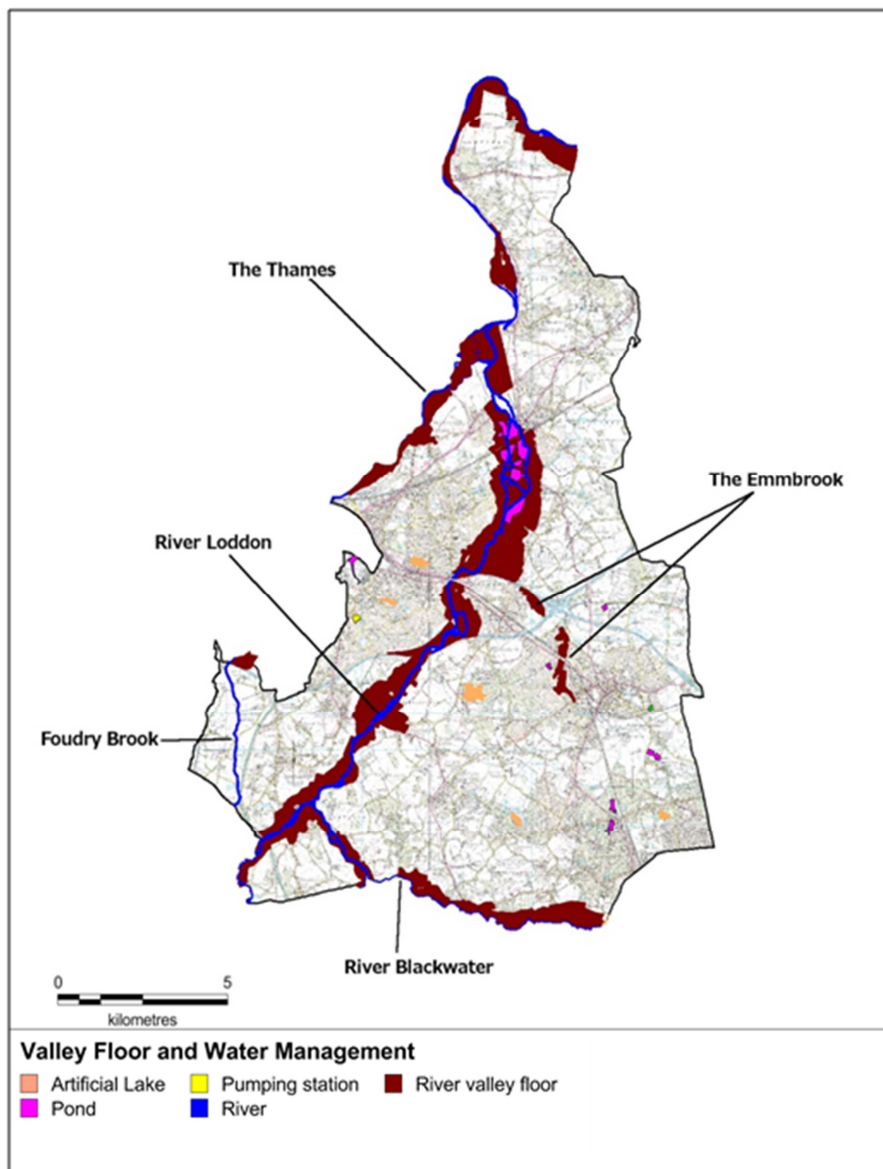 The Thames
The Emmbrook
River Loddon
Foudry Brook
River Blackwater
0 5
kilometres
Valley Floor and Water Management
Artificial Lake Pumping station River valley floor
Pond River